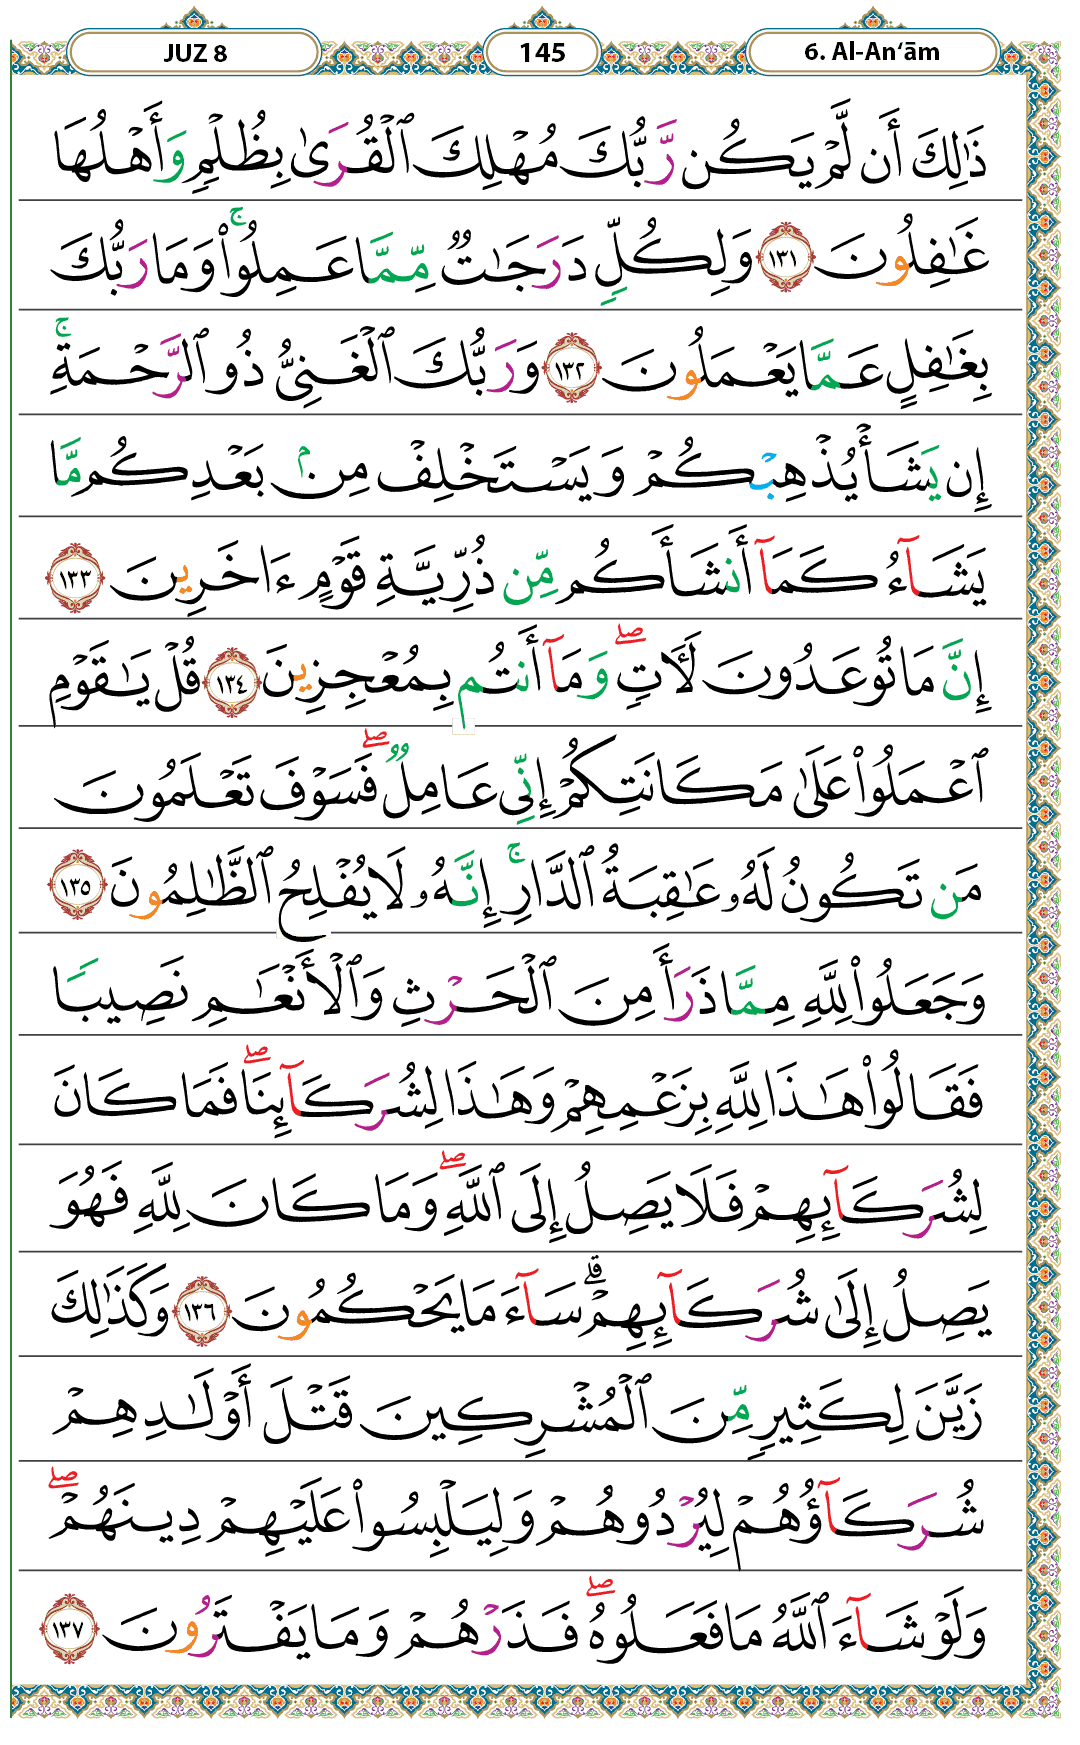 JUZ 8 145 6. Al-An‘ām
ذَٰلِكَ أَن لَّمْ يَكُن رَّبُّكَ مُهْلِكَ ٱلْقُرَىٰ بِظُلْمٍ وَأَهْلُهَا
غَٰفِلُونَ ١٣١ وَلِكُلٍّ دَرَجَٰتٌ مِّمَّا عَمِلُوا۟ ۚ وَمَا رَبُّكَ
بِغَٰفِلٍ عَمَّا يَعْمَلُونَ ١٣٢ وَرَبُّكَ ٱلْغَنِىُّ ذُو ٱلرَّحْمَةِ ۚ
إِن يَشَأْ يُذْهِبْكُمْ وَيَسْتَخْلِفْ مِنۢ بَعْدِكُم مَّا
يَشَآءُ كَمَآ أَنشَأَكُم مِّن ذُرِّيَّةِ قَوْمٍ ءَاخَرِينَ ١٣٣
إِنَّ مَا تُوعَدُونَ لَءَاتٍ ۖ وَمَآ أَنتُم بِمُعْجِزِينَ ١٣٤ قُلْ يَٰقَوْمِ
ٱعْمَلُوا۟ عَلَىٰ مَكَانَتِكُمْ إِنِّى عَامِلٌ ۖ فَسَوْفَ تَعْلَمُونَ
مَن تَكُونُ لَهُۥ عَٰقِبَةُ ٱلدَّارِ ۚ إِنَّهُۥ لَا يُفْلِحُ ٱلظَّٰلِمُونَ ١٣٥
وَجَعَلُوا۟ لِلَّهِ مِمَّا ذَرَأَ مِنَ ٱلْحَرْثِ وَٱلْأَنْعَٰمِ نَصِيبًا
فَقَالُوا۟ هَٰذَا لِلَّهِ بِزَعْمِهِمْ وَهَٰذَا لِشُرَكَآئِنَا ۖ فَمَا كَانَ
لِشُرَكَآئِهِمْ فَلَا يَصِلُ إِلَى ٱللَّهِ ۖ وَمَا كَانَ لِلَّهِ فَهُوَ
يَصِلُ إِلَىٰ شُرَكَآئِهِمْ ۗ سَآءَ مَا يَحْكُمُونَ ١٣٦ وَكَذَٰلِكَ
زَيَّنَ لِكَثِيرٍ مِّنَ ٱلْمُشْرِكِينَ قَتْلَ أَوْلَٰدِهِمْ
شُرَكَآؤُهُمْ لِيُرْدُوهُمْ وَلِيَلْبِسُوا۟ عَلَيْهِمْ دِينَهُمْ ۖ
وَلَوْ شَآءَ ٱللَّهُ مَا فَعَلُوهُ ۖ فَذَرْهُمْ وَمَا يَفْتَرُونَ ١٣٧